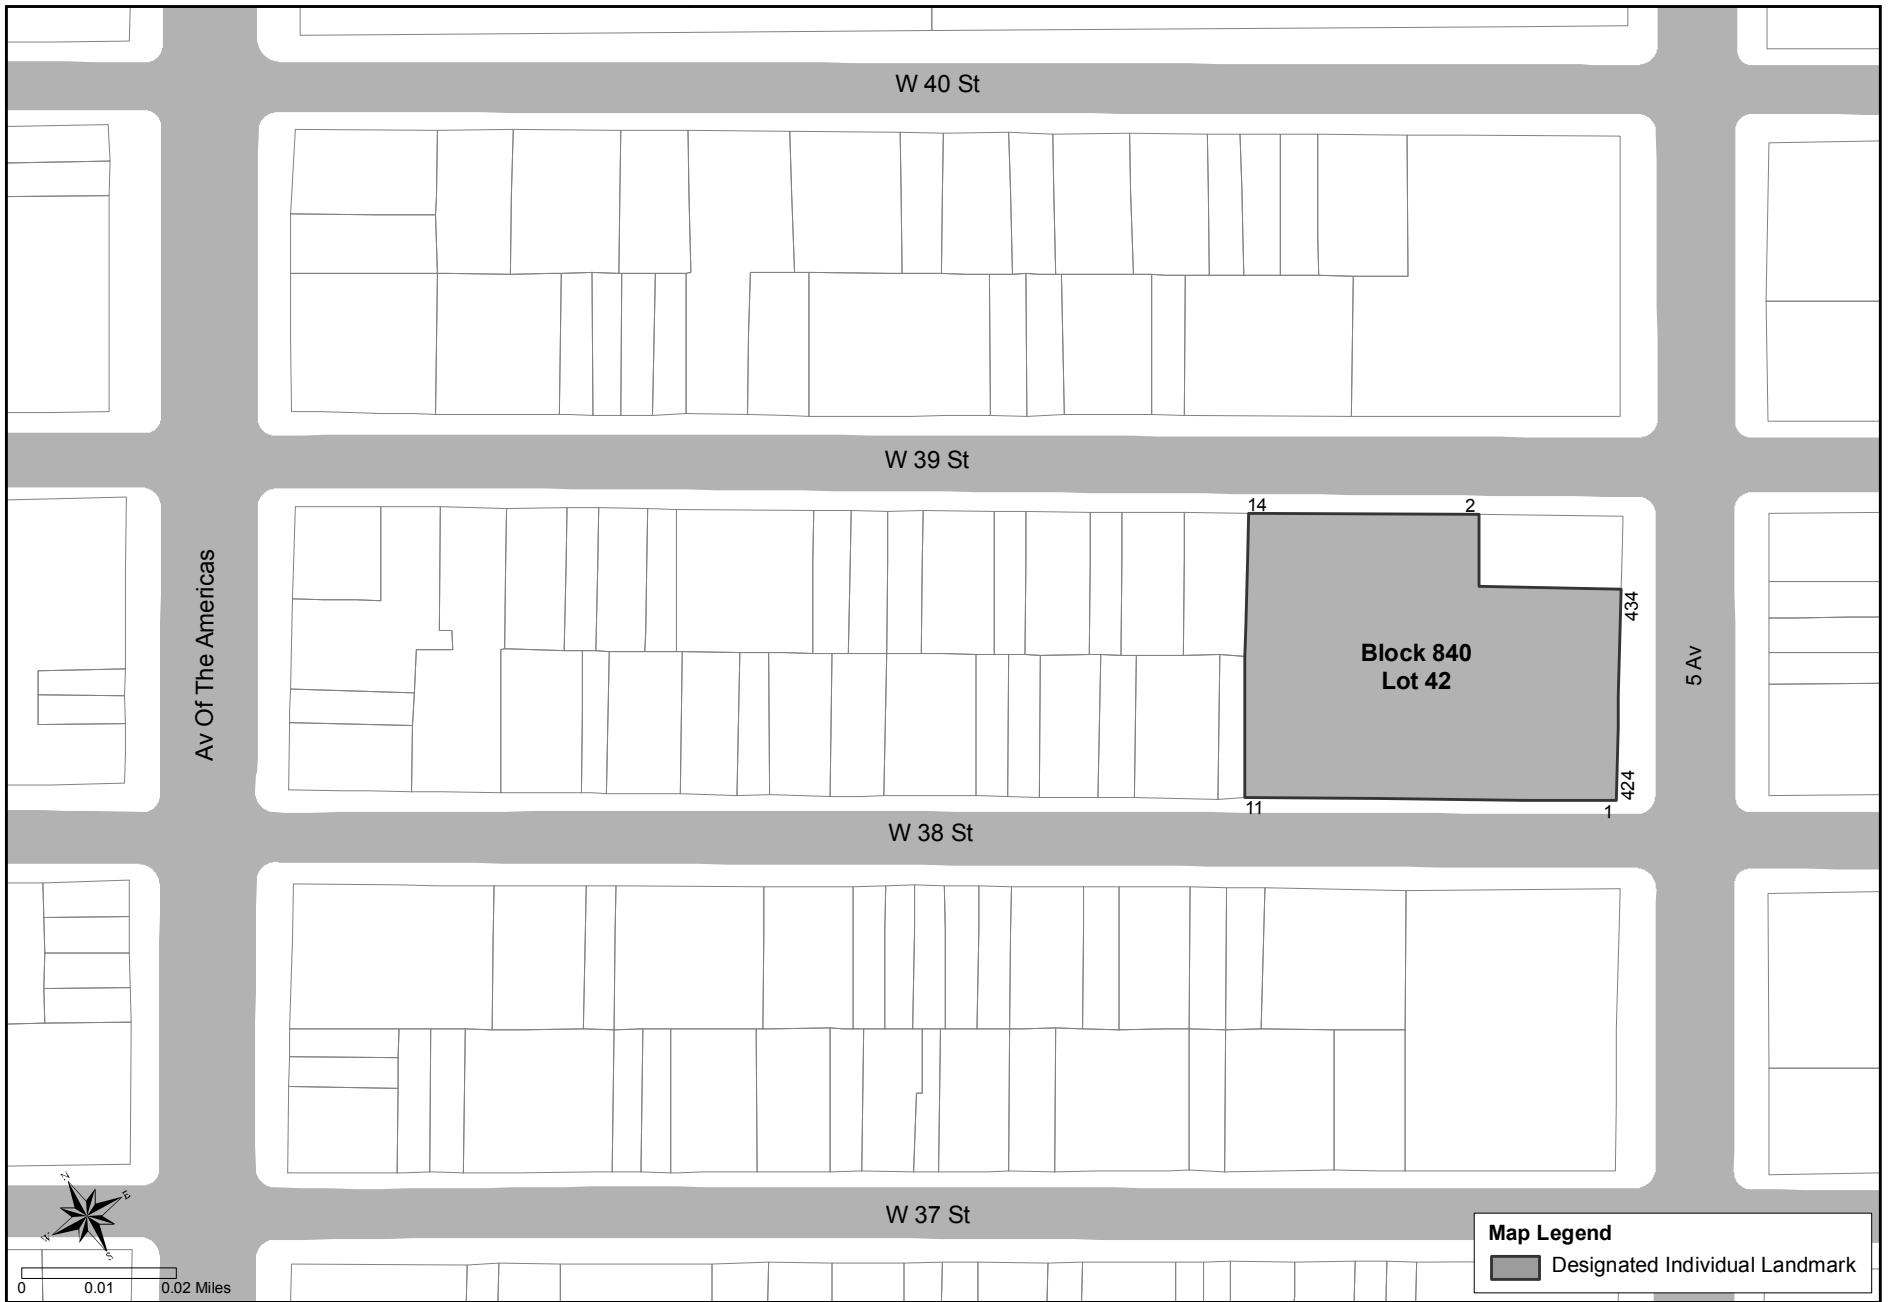 W 40 St
W 39 St
14
2
434
Av Of The Americas
Block 840
Lot 42
5 Av
424
11
1
W 38 St
N
E
W
S
W 37 St
Map Legend
Designated Individual Landmark
0 0.01 0.02 Miles